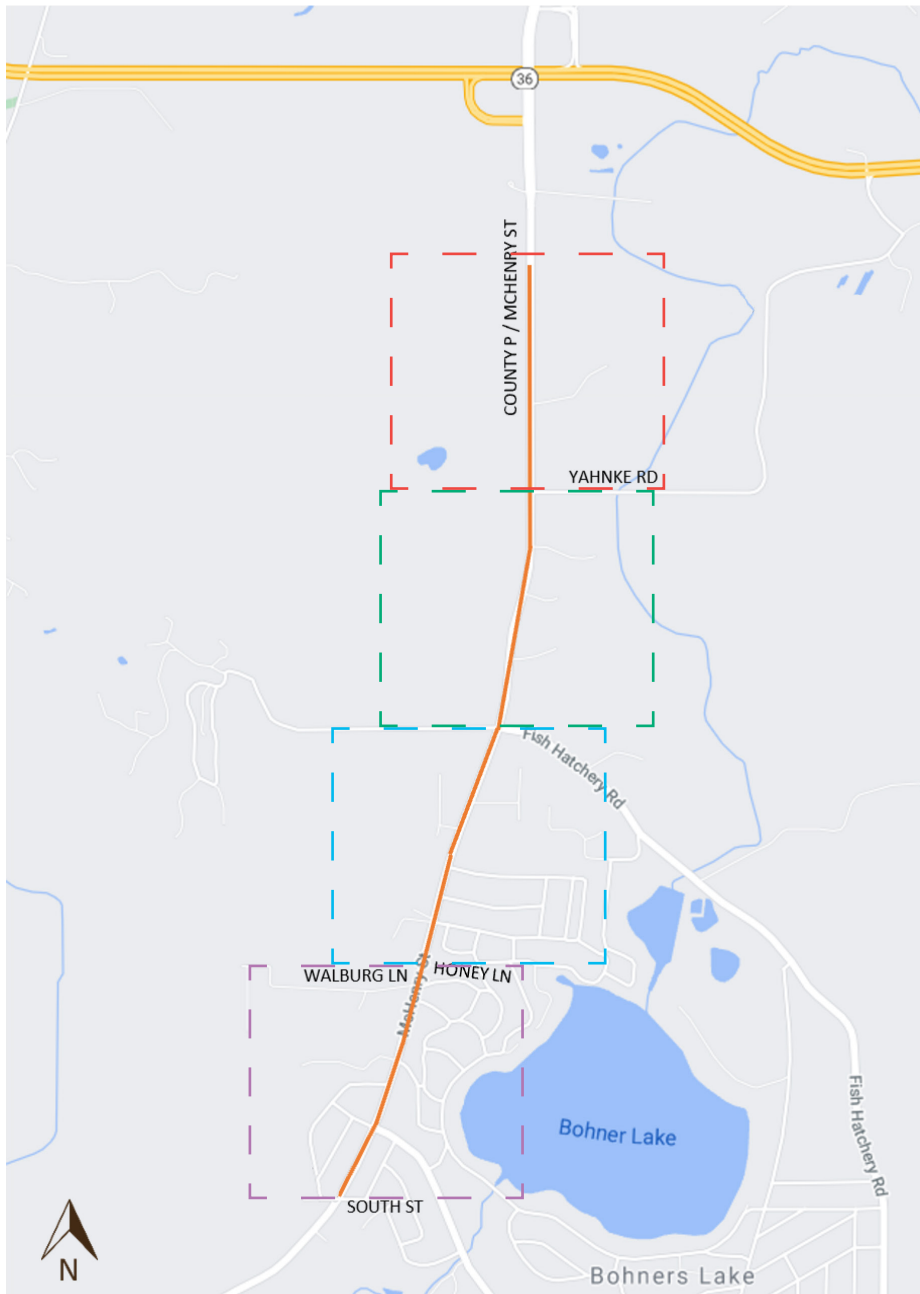 36
COUNTY P / MCHENRY ST
YAHNKE RD
Fish Hatchery Rd
WALBURG LN
HONEY LN
McHenry St
Fish Hatchery Rd
Bohner Lake
SOUTH ST
N
Bohners Lake